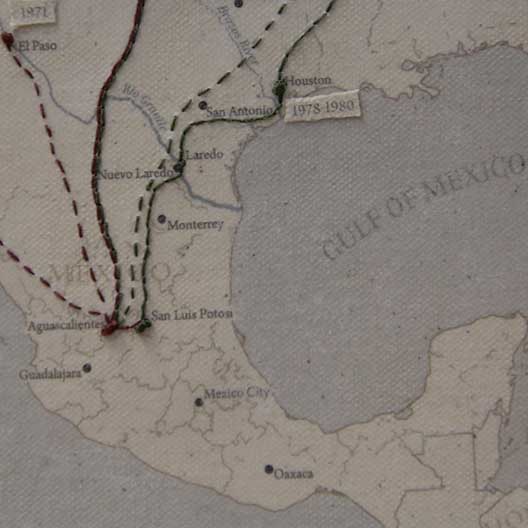 1971
El Paso
Brazos River
Houston
Rio Grande
San Antonio
1978-1980
Laredo
Nuevo Laredo
GULF OF MEXICO
Monterrey
MEXICO
San Luis Potosi
Aguascalientes
Guadalajara
Mexico City
Oaxaca